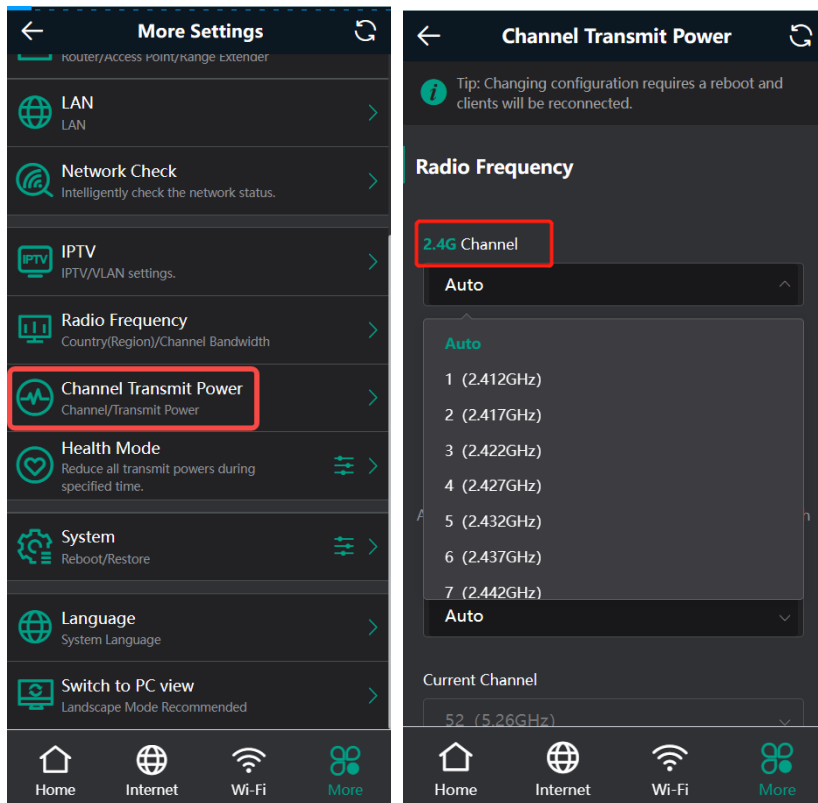 More Settings
Router/Access Point/Range Extender
LAN
LAN
Network Check
Intelligently check the network status.
IPTV
IPTV
IPTV/VLAN settings.
Radio Frequency
Country(Region)/Channel Bandwidth
Channel Transmit Power
Channel/Transmit Power
Health Mode
Reduce all transmit powers during
specified time.
System
Reboot/Restore
Language
System Language
Switch to PC view
Landscape Mode Recommended
Home
Internet
Wi-Fi
More
Channel Transmit Power
Tip: Changing configuration requires a reboot and
clients will be reconnected.
Radio Frequency
2.4G Channel
Auto
Auto
1 (2.412GHz)
2 (2.417GHz)
3 (2.422GHz)
4 (2.427GHz)
5 (2.432GHz)
6 (2.437GHz)
7 (2.442GHz)
Auto
Current Channel
52 (5.26GHz)
Home
Internet
Wi-Fi
More